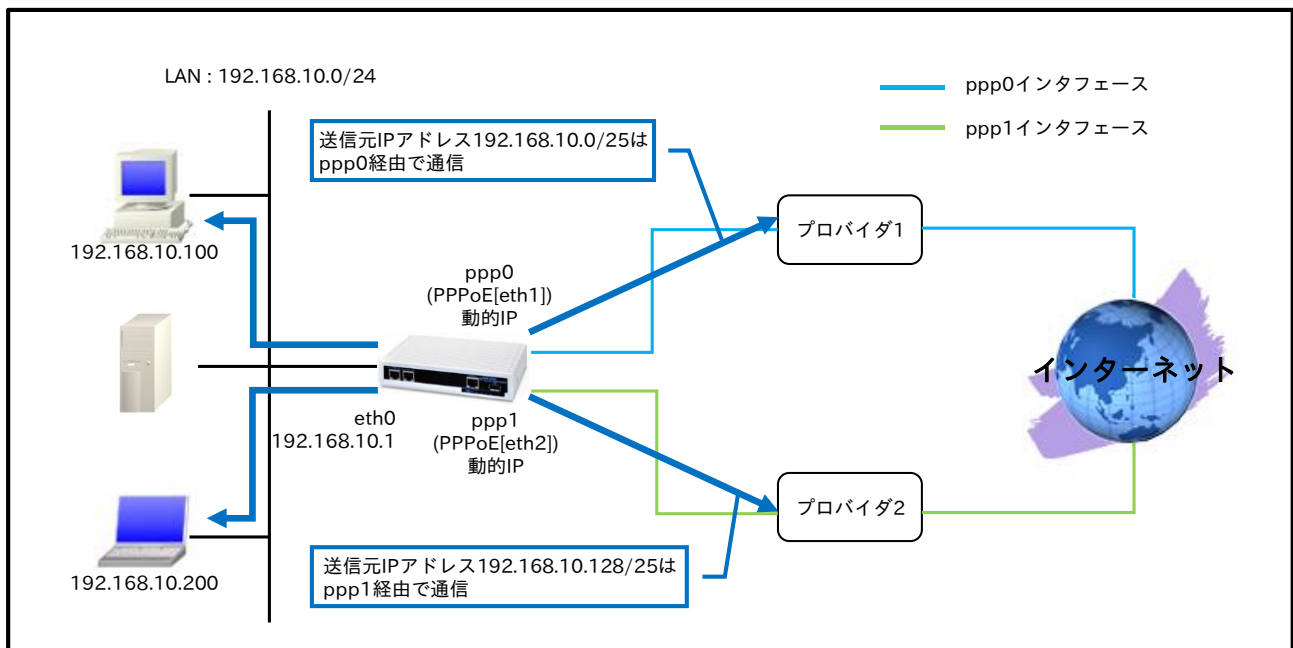 LAN : 192.168.10.0/24
ppp0インタフェース
ppp1インタフェース
送信元IPアドレス192.168.10.0/25は
ppp0経由で通信
プロバイダ1
192.168.10.100
ppp0
(PPPoE[eth1])
動的IP
インターネット
eth0
192.168.10.1
ppp1
(PPPoE[eth2])
動的IP
プロバイダ2
送信元IPアドレス192.168.10.128/25は
ppp1経由で通信
192.168.10.200